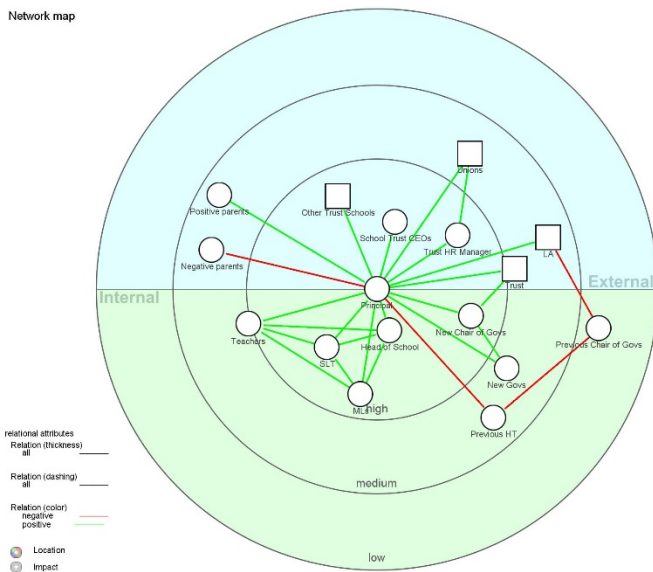 Network map
Unions
Positive parents
Other Trust Schools
School Trust CEOs
Trust HR Manager
LA
Negative parents
Trust
External
Internal
Principal
New Chair of Govs
Teachers
Previous Chair of Govs
Head of School
SLT
New Govs
MLs
high
Previous HT
relational attributes
Relation (thickness)
all
Relation (dashing)
all
medium
Relation (color)
negative
positive
Location
low
Impact